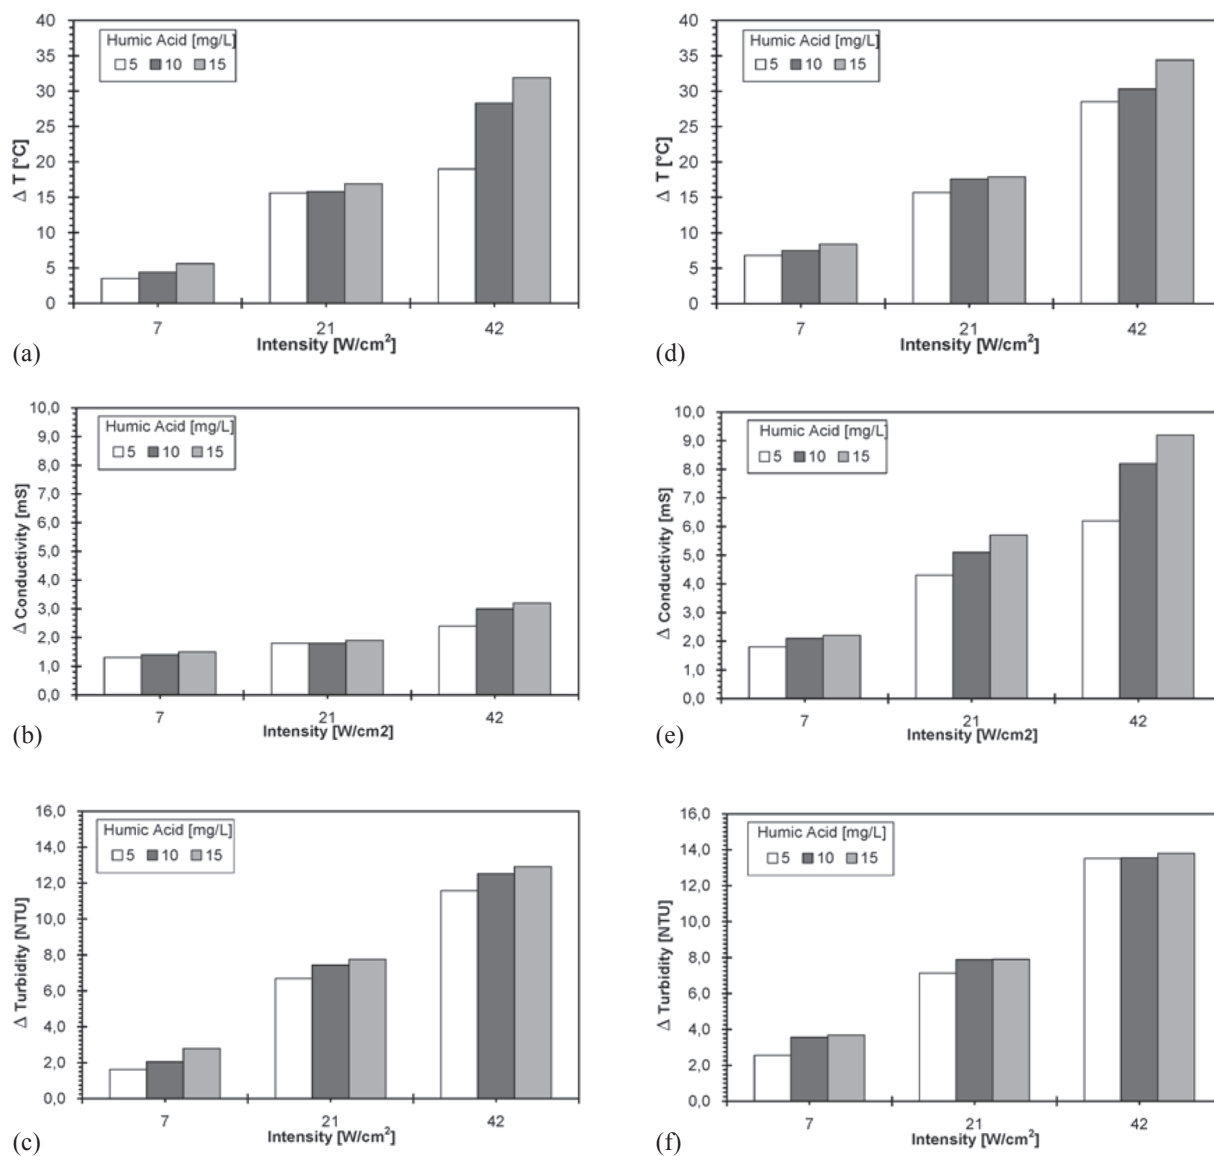 40
35
30
25
20
15
10
5
0
Δ T [°C]
Humic Acid [mg/L]
5 10 15
7 21 42
Intensity [W/cm²]
(a)
40
35
30
25
20
15
10
5
0
Δ T [°C]
Humic Acid [mg/L]
5 10 15
7 21 42
Intensity [W/cm²]
(d)
10,0
9,0
8,0
7,0
6,0
5,0
4,0
3,0
2,0
1,0
0,0
Δ Conductivity [mS]
Humic Acid [mg/L]
5 10 15
7 21 42
Intensity [W/cm2]
(b)
10,0
9,0
8,0
7,0
6,0
5,0
4,0
3,0
2,0
1,0
0,0
Δ Conductivity [mS]
Humic Acid [mg/L]
5 10 15
7 21 42
Intensity [W/cm2]
(e)
16,0
14,0
12,0
10,0
8,0
6,0
4,0
2,0
0,0
Δ Turbidity [NTU]
Humic Acid [mg/L]
5 10 15
7 21 42
Intensity [W/cm²]
(c)
16,0
14,0
12,0
10,0
8,0
6,0
4,0
2,0
0,0
Δ Turbidity [NTU]
Humic Acid [mg/L]
5 10 15
7 21 42
Intensity [W/cm²]
(f)